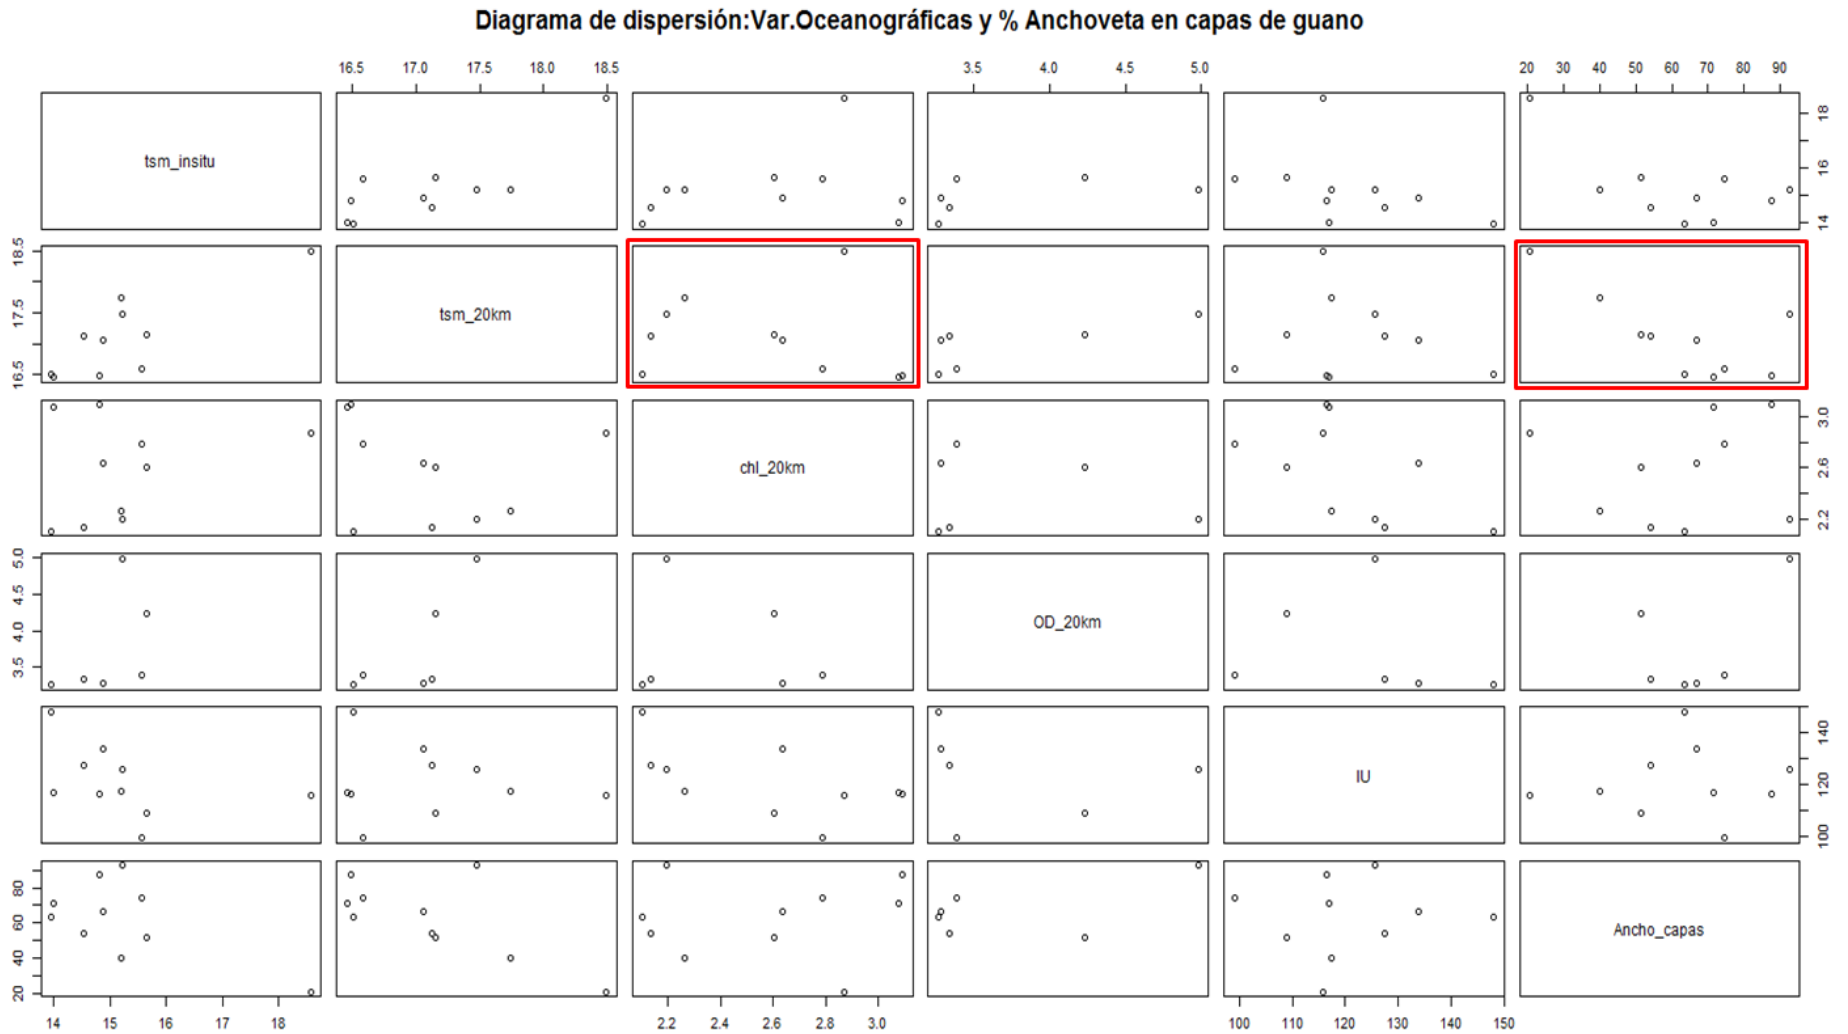 Diagrama de dispersión:Var.Oceanográficas y % Anchoveta en capas de guano
16.5 17.0 17.5 18.0 18.5
3.5 4.0 4.5 5.0
20 30 40 50 60 70 80 90
tsm_insitu
14 16 18
16.5 17.5 18.5
tsm_20km
chl_20km
2.2 2.6 3.0
3.5 4.0 4.5 5.0
OD_20km
IU
100 120 140
20 40 60 80
Ancho_capas
14 15 16 17 18
2.2 2.4 2.6 2.8 3.0
100 110 120 130 140 150